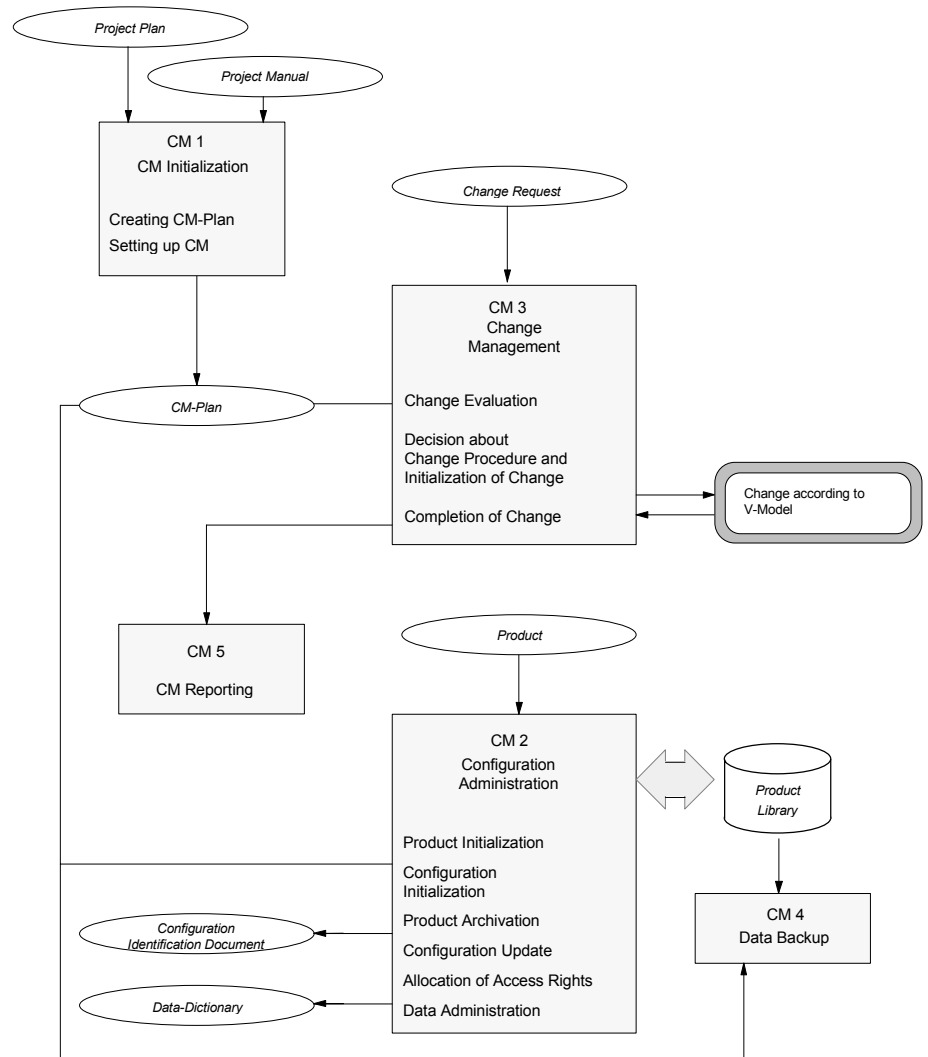 Project Plan
Project Manual
CM 1
CM Initialization
Creating CM-Plan
Setting up CM
Change Request
CM 3
Change
Management
Change Evaluation
Decision about
Change Procedure and
Initialization of Change
Completion of Change
CM-Plan
Change according to
V-Model
CM 5
CM Reporting
Product
CM 2
Configuration
Administration
Product Initialization
Configuration
Initialization
Product Archivation
Configuration Update
Allocation of Access Rights
Data Administration
Product
Library
CM 4
Data Backup
Configuration
Identification Document
Data-Dictionary